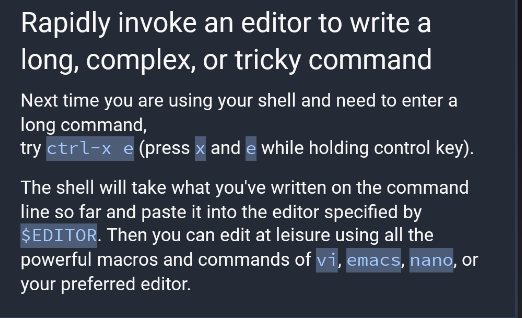 Rapidly invoke an editor to write a
long, complex, or tricky command
Next time you are using your shell and need to enter a
long command,
try ctrl-x e (press x and e while holding control key).
The shell will take what you've written on the command
line so far and paste it into the editor specified by
$EDITOR. Then you can edit at leisure using all the
powerful macros and commands of vi, emacs, nano, or
your preferred editor.